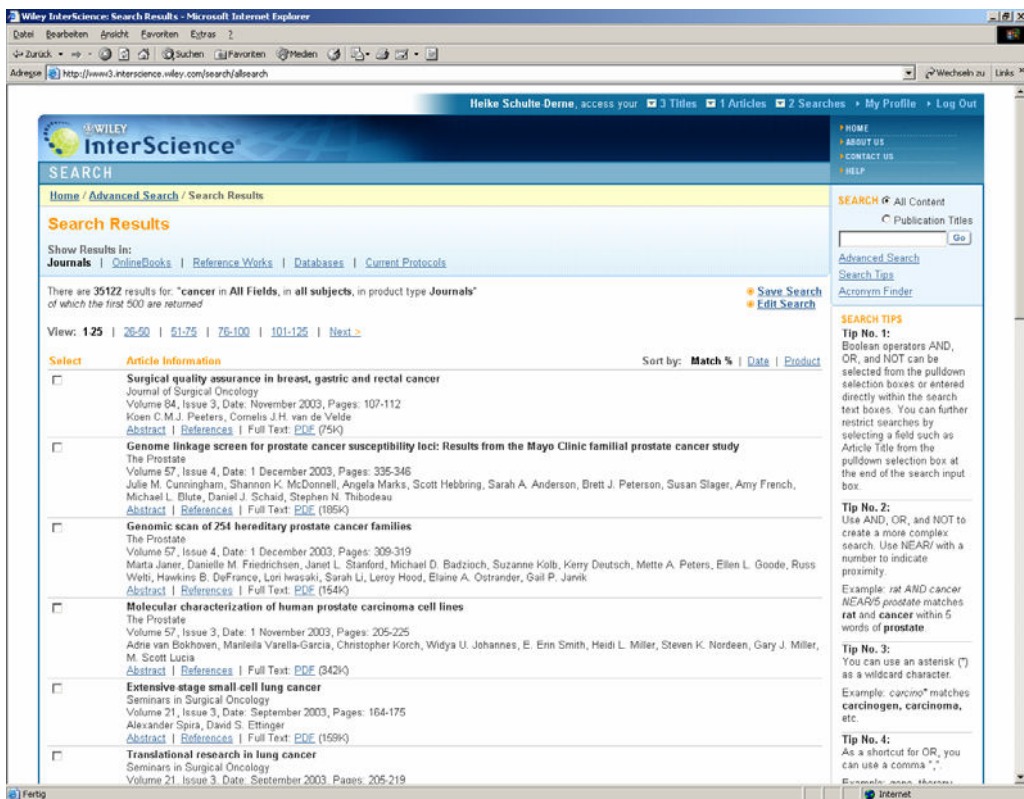 Wiley InterScience: Search Results - Microsoft Internet Explorer
Datei Bearbeiten Ansicht Favoriten Extras ?
Zurück Suchen Favoriten Medien
Adresse http://www3.interscience.wiley.com/search/allsearch Wechseln zu Links »
Heike Schulte-Derne, access your 3 Titles 1 Articles 2 Searches My Profile Log Out
WILEY
InterScience®
SEARCH
HOME
ABOUT US
CONTACT US
HELP
Home / Advanced Search / Search Results
Search Results
Show Results in:
Journals | OnlineBooks | Reference Works | Databases | Current Protocols
There are 35122 results for: "cancer in All Fields, in all subjects, in product type Journals"
of which the first 500 are returned
Save Search
Edit Search
View: 1-25 | 26-50 | 51-75 | 76-100 | 101-125 | Next >
Select Article Information Sort by: Match % | Date | Product
Surgical quality assurance in breast, gastric and rectal cancer
Journal of Surgical Oncology
Volume 84, Issue 3, Date: November 2003, Pages: 107-112
Koen C.M.J. Peeters, Cornelis J.H. van de Velde
Abstract | References | Full Text: PDF (75K)
Genome linkage screen for prostate cancer susceptibility loci: Results from the Mayo Clinic familial prostate cancer study
The Prostate
Volume 57, Issue 4, Date: 1 December 2003, Pages: 335-346
Julie M. Cunningham, Shannon K. McDonnell, Angela Marks, Scott Hebbring, Sarah A. Anderson, Brett J. Peterson, Susan Slager, Amy French,
Michael L. Blute, Daniel J. Schaid, Stephen N. Thibodeau
Abstract | References | Full Text: PDF (185K)
Genomic scan of 254 hereditary prostate cancer families
The Prostate
Volume 57, Issue 4, Date: 1 December 2003, Pages: 309-319
Marta Janer, Danielle M. Friedrichsen, Janet L. Stanford, Michael D. Badzioch, Suzanne Kolb, Kerry Deutsch, Mette A. Peters, Ellen L. Goode, Russ
Welti, Hawkins B. DeFrance, Lori Iwasaki, Sarah Li, Leroy Hood, Elaine A. Ostrander, Gail P. Jarvik
Abstract | References | Full Text: PDF (154K)
Molecular characterization of human prostate carcinoma cell lines
The Prostate
Volume 57, Issue 3, Date: 1 November 2003, Pages: 205-225
Adrie van Bokhoven, Marileila Varella-Garcia, Christopher Korch, Widya U. Johannes, E. Erin Smith, Heidi L. Miller, Steven K. Nordeen, Gary J. Miller,
M. Scott Lucia
Abstract | References | Full Text: PDF (342K)
Extensive-stage small-cell lung cancer
Seminars in Surgical Oncology
Volume 21, Issue 3, Date: September 2003, Pages: 164-175
Alexander Spira, David S. Ettinger
Abstract | References | Full Text: PDF (159K)
Translational research in lung cancer
Seminars in Surgical Oncology
Volume 21, Issue 3, Date: September 2003, Pages: 205-219
SEARCH All Content
Publication Titles
Go
Advanced Search
Search Tips
Acronym Finder
SEARCH TIPS
Tip No. 1:
Boolean operators AND,
OR, and NOT can be
selected from the pulldown
selection boxes or entered
directly within the search
text boxes. You can further
restrict searches by
selecting a field such as
Article Title from the
pulldown selection box at
the end of the search input
box.
Tip No. 2:
Use AND, OR, and NOT to
create a more complex
search. Use NEAR/ with a
number to indicate
proximity.
Example: rat AND cancer
NEAR/5 prostate matches
rat and cancer within 5
words of prostate.
Tip No. 3:
You can use an asterisk (*)
as a wildcard character.
Example: carcino* matches
carcinogen, carcinoma,
etc.
Tip No. 4:
As a shortcut for OR, you
can use a comma ",".
Example: gene, therapy
Fertig Internet